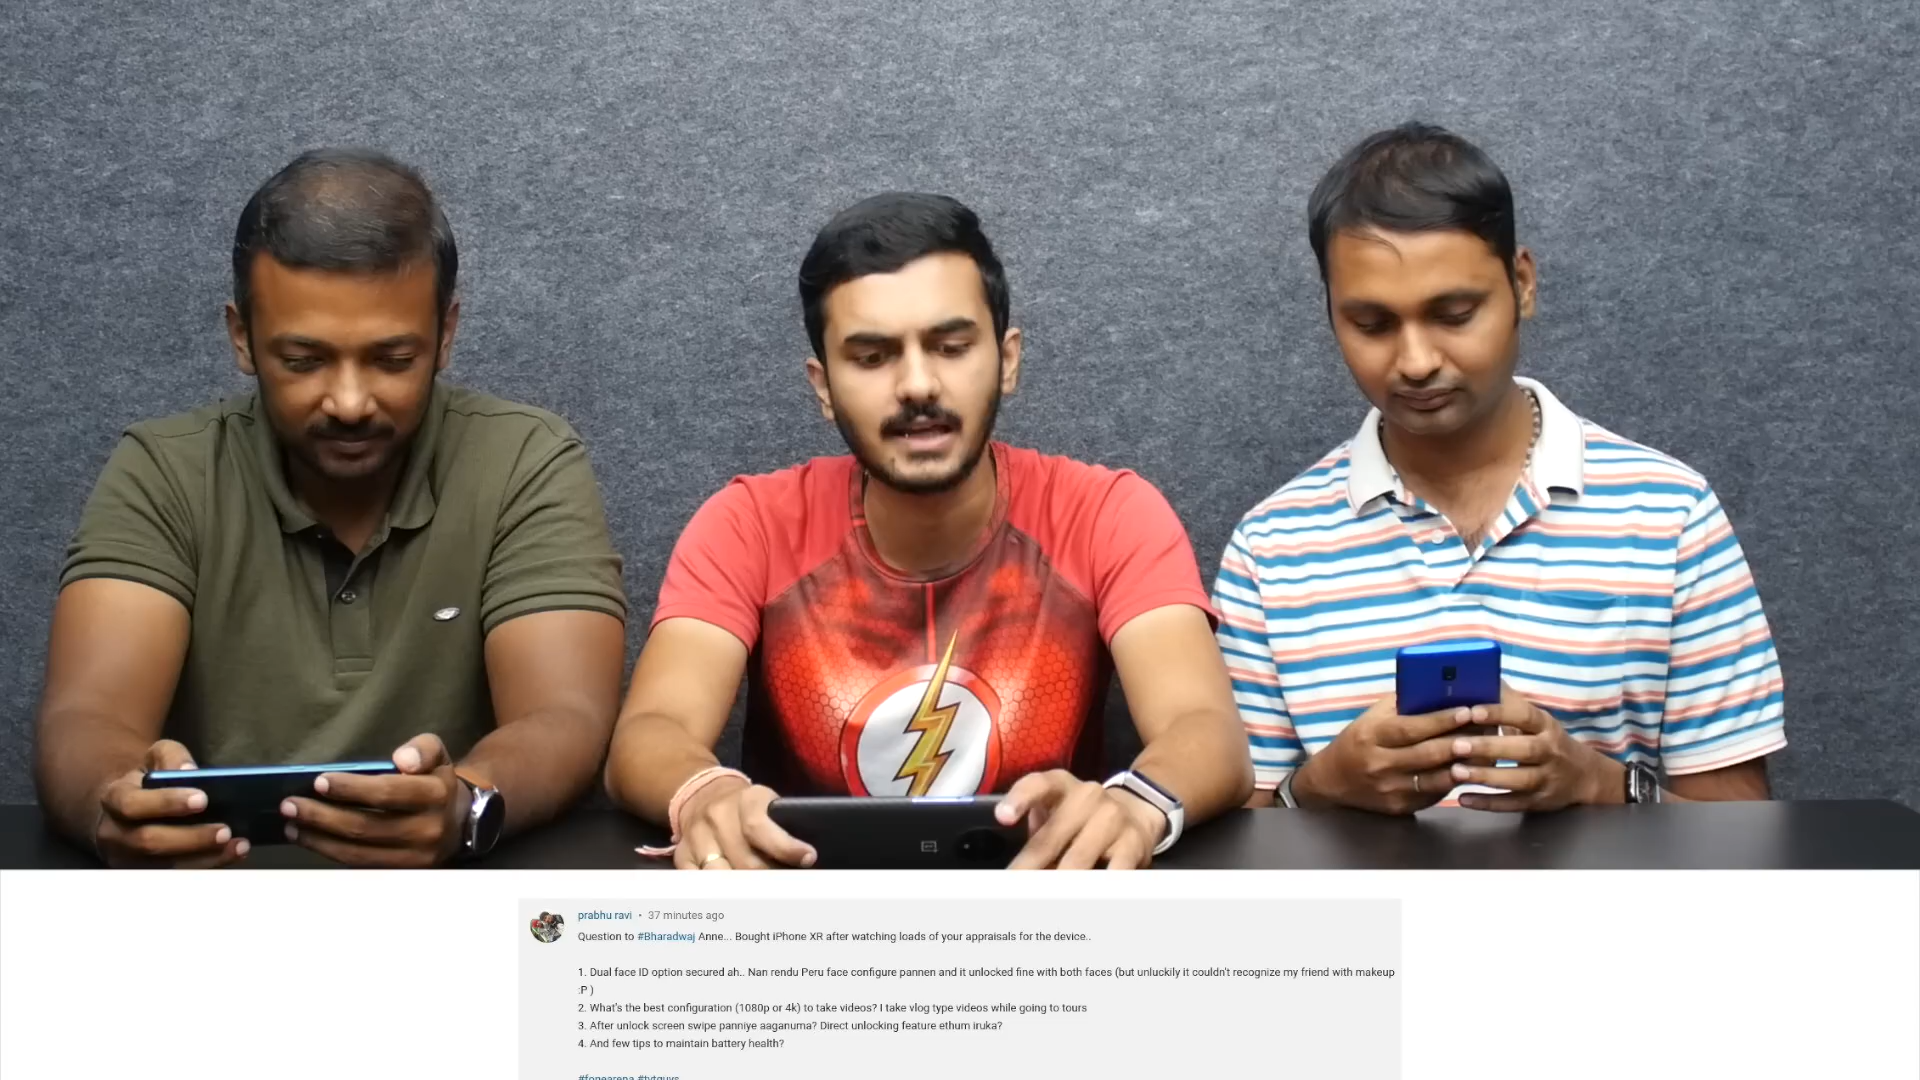 prabhu ravi • 37 minutes ago
Question to #Bharadwaj Anne... Bought iPhone XR after watching loads of your appraisals for the device..
1. Dual face ID option secured ah.. Nan rendu Peru face configure pannen and it unlocked fine with both faces (but unluckily it couldn't recognize my friend with makeup
:P )
2. What's the best configuration (1080p or 4k) to take videos? I take vlog type videos while going to tours
3. After unlock screen swipe panniye aaganuma? Direct unlocking feature ethum iruka?
4. And few tips to maintain battery health?
#fonearena #tvtguys